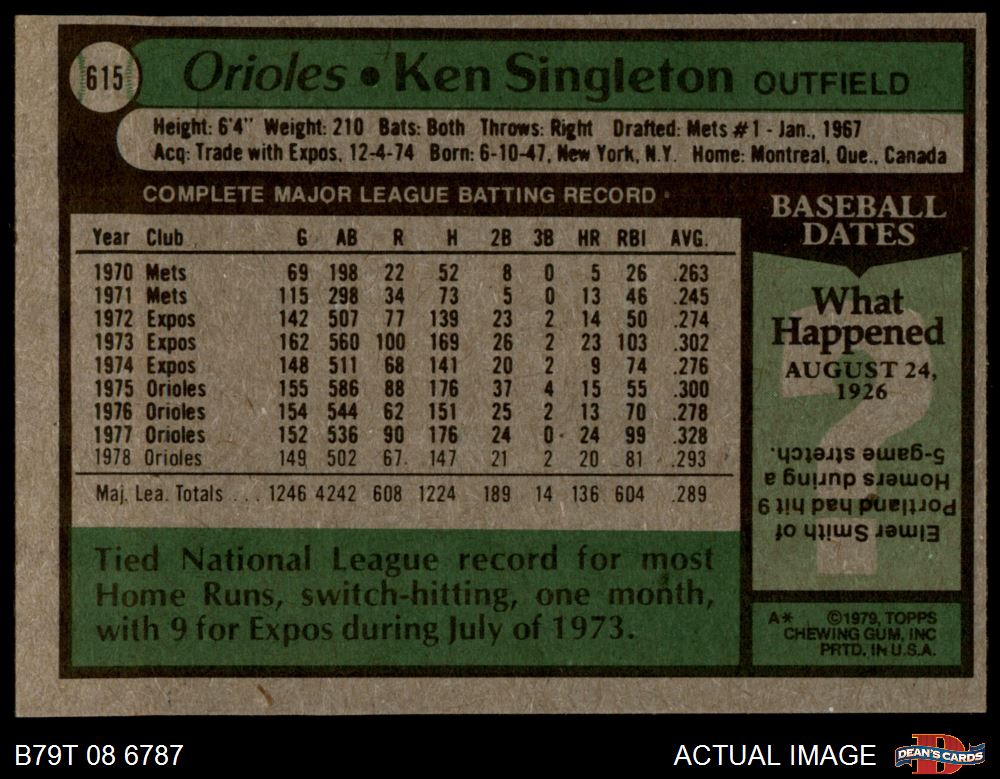 615
Orioles • Ken Singleton OUTFIELD
Height: 6'4" Weight: 210 Bats: Both Throws: Right Drafted: Mets #1 - Jan., 1967
Acq: Trade with Expos, 12-4-74 Born: 6-10-47, New York, N.Y. Home: Montreal, Que., Canada
COMPLETE MAJOR LEAGUE BATTING RECORD
Year Club G AB R H 2B 3B HR RBI AVG.
1970 Mets 69 198 22 52 8 0 5 26 .263
1971 Mets 115 298 34 73 5 0 13 46 .245
1972 Expos 142 507 77 139 23 2 14 50 .274
1973 Expos 162 560 100 169 26 2 23 103 .302
1974 Expos 148 511 68 141 20 2 9 74 .276
1975 Orioles 155 586 88 176 37 4 15 55 .300
1976 Orioles 154 544 62 151 25 2 13 70 .278
1977 Orioles 152 536 90 176 24 0 24 99 .328
1978 Orioles 149 502 67 147 21 2 20 81 .293
Maj. Lea. Totals ... 1246 4242 608 1224 189 14 136 604 .289
Tied National League record for most
Home Runs, switch-hitting, one month,
with 9 for Expos during July of 1973.
BASEBALL
DATES
What
Happened
AUGUST 24,
1926
Elmer Smith of
Portland had hit 9
Homers during a
5-game stretch.
A* ©1979, TOPPS
CHEWING GUM, INC
PRTD. IN U.S.A.
B79T 08 6787
ACTUAL IMAGE
DEAN'S CARDS